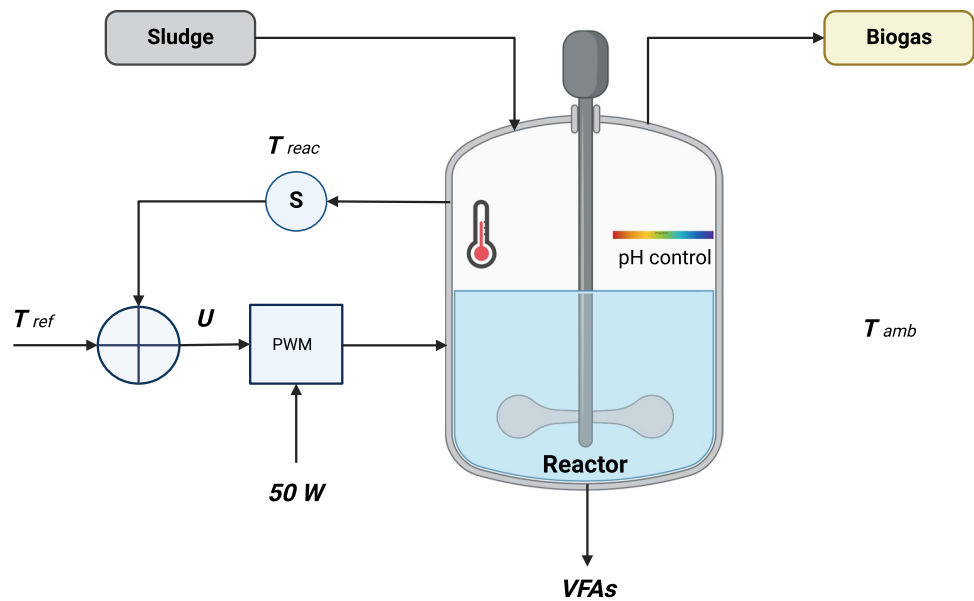 Sludge
Biogas
T reac
S
pH control
T ref
U
PWM
T amb
Reactor
50 W
VFAs